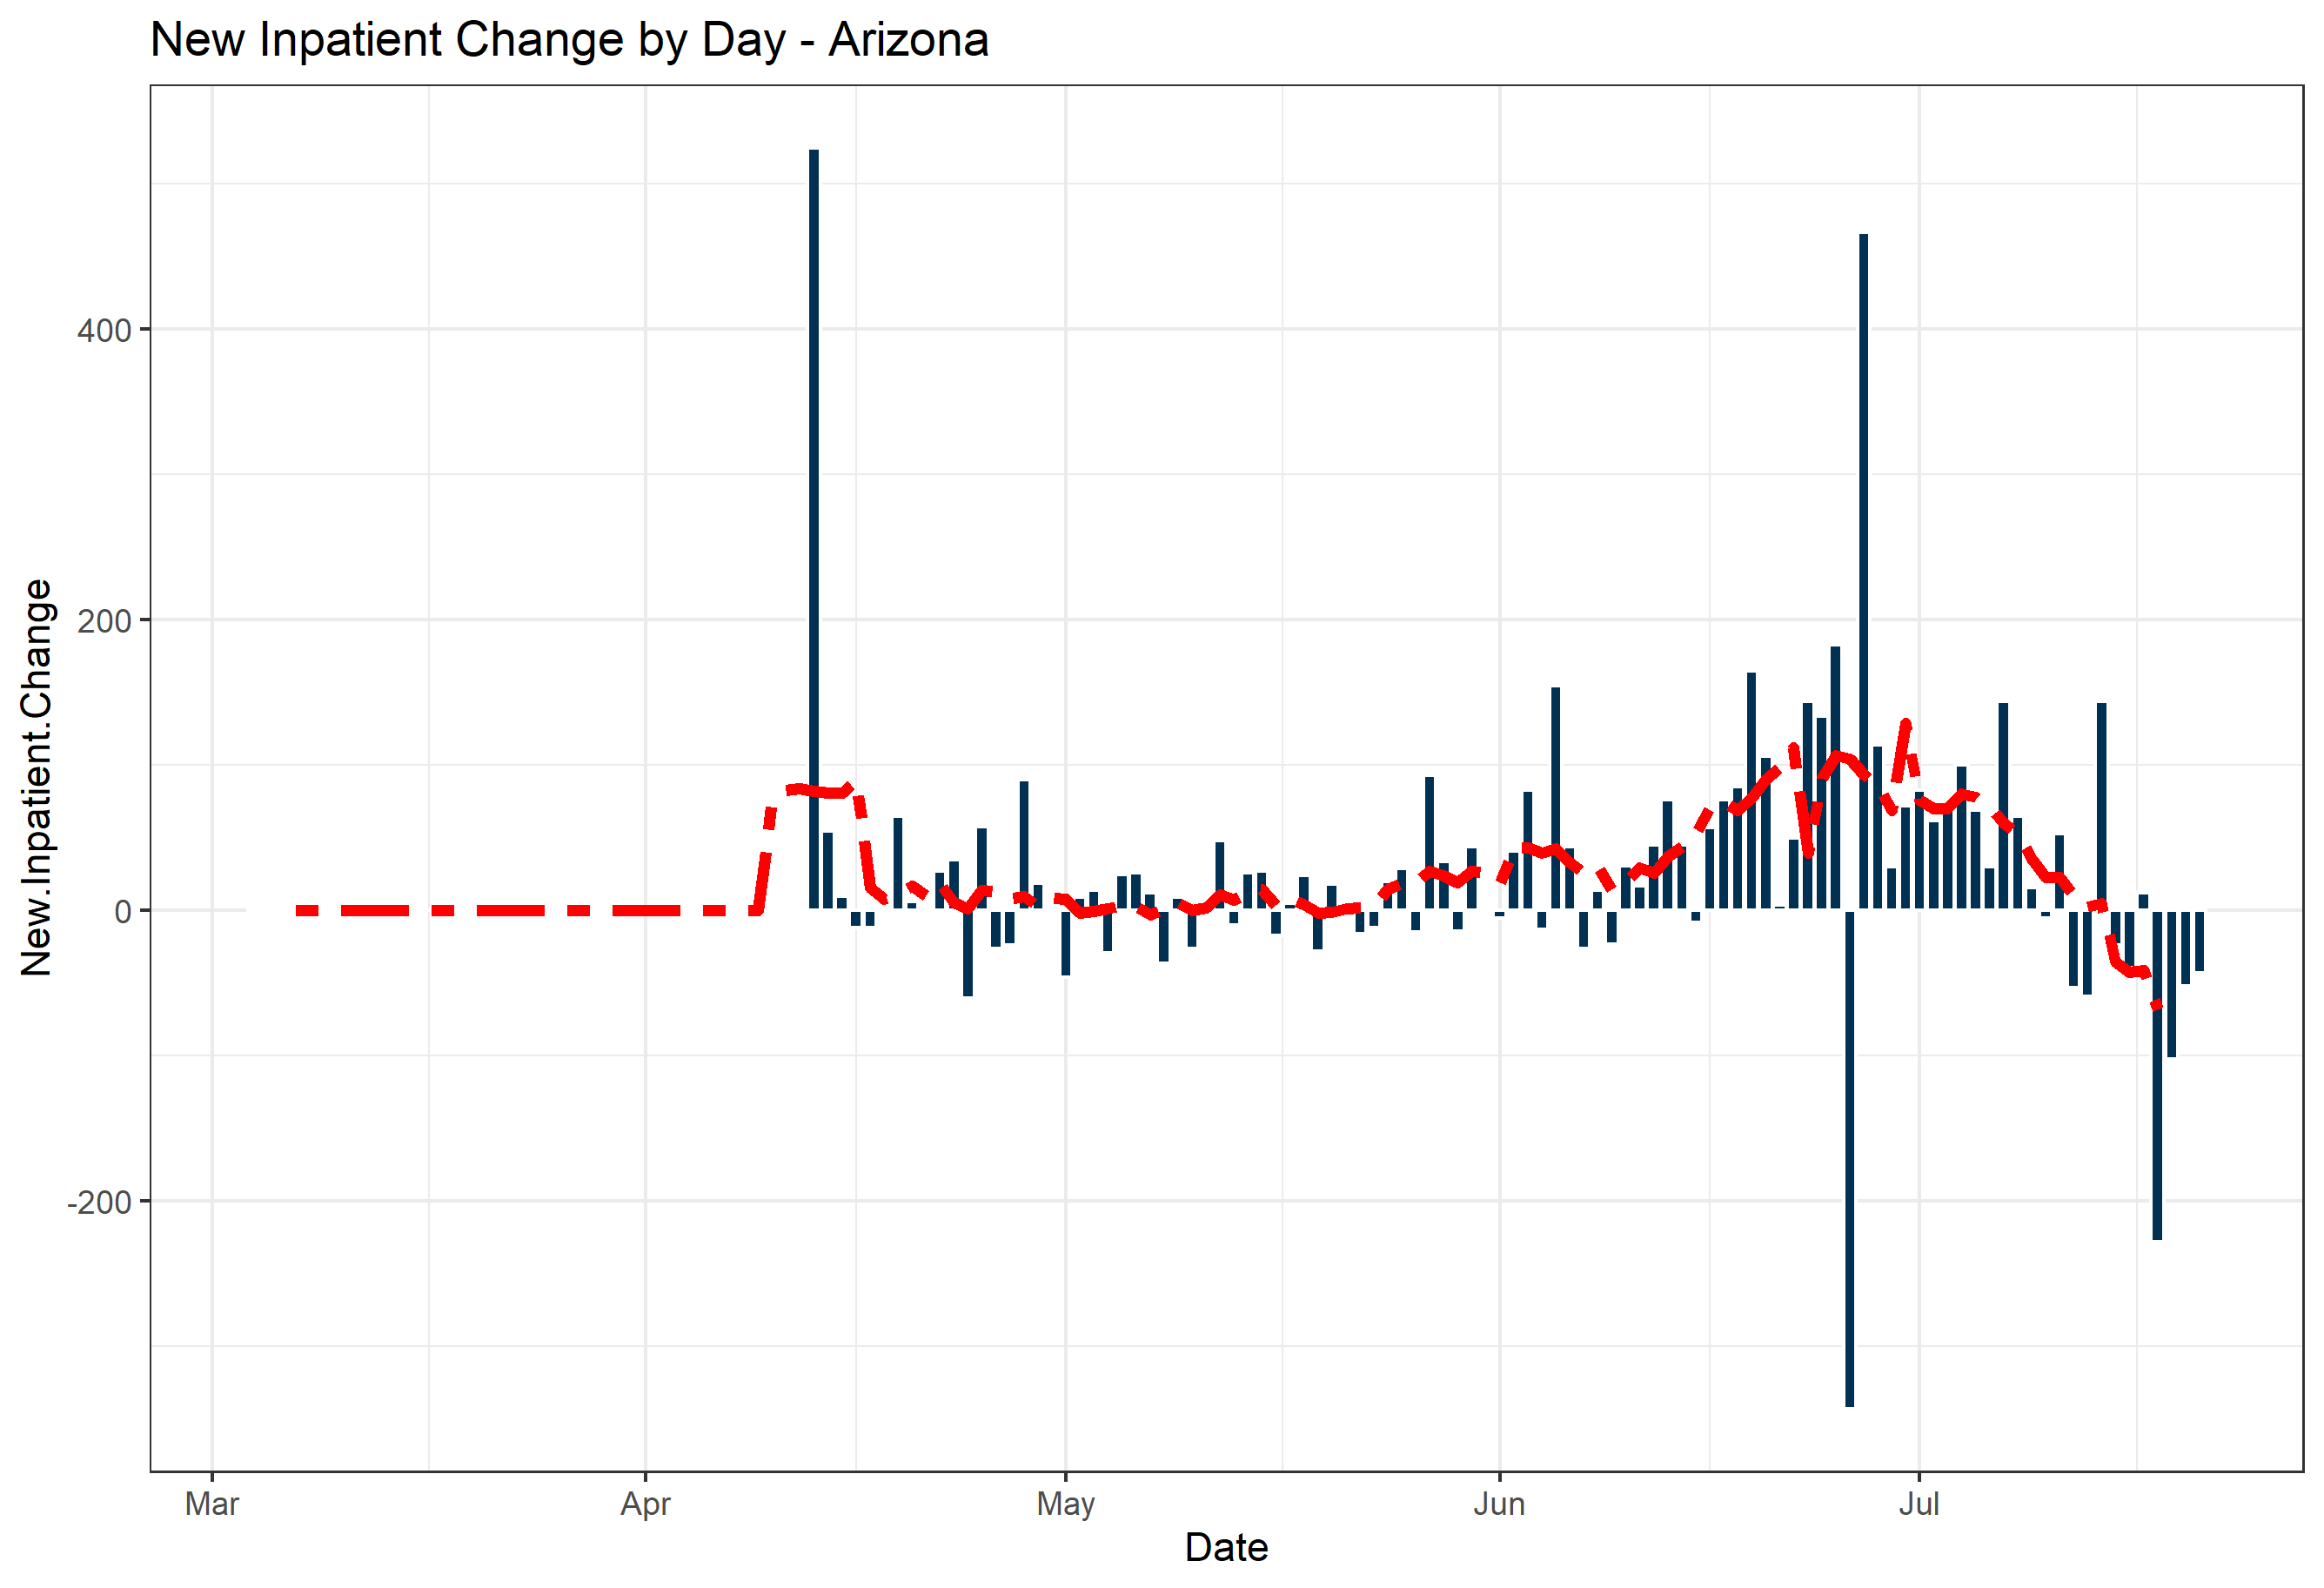 New Inpatient Change by Day - Arizona
New.Inpatient.Change
400
200
0
-200
Mar
Apr
May
Jun
Jul
Date